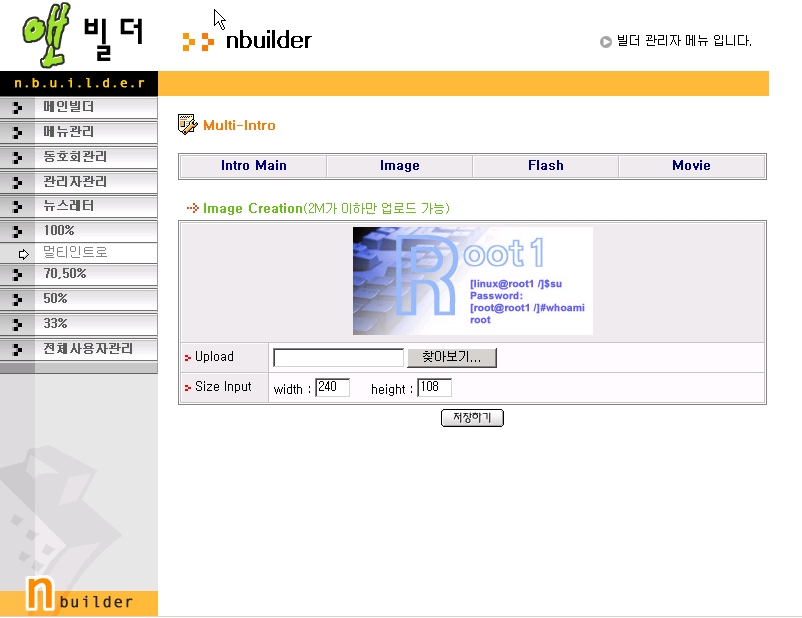 앤 빌더
nbuilder
빌더 관리자 메뉴 입니다.
n.b.u.i.l.d.e.r
메인빌더
메뉴관리
동호회관리
관리자관리
뉴스레터
100%
멀티인트로
70,50%
50%
33%
전체사용자관리
Multi-Intro
Intro Main Image Flash Movie
Image Creation(2M가 이하만 업로드 가능)
Root1
[linux@root1 /]$su
Password:
[root@root1 /]#whoami
root
Upload 찾아보기...
Size Input width : 240 height : 108
저장하기
n builder